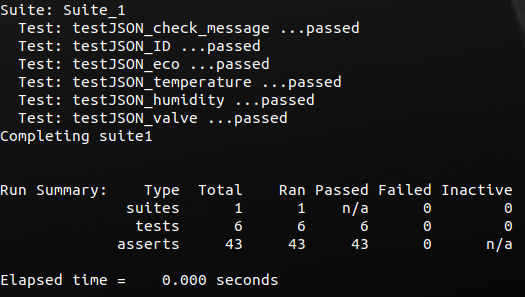 Suite: Suite_1
  Test: testJSON_check_message ...passed
  Test: testJSON_ID ...passed
  Test: testJSON_eco ...passed
  Test: testJSON_temperature ...passed
  Test: testJSON_humidity ...passed
  Test: testJSON_valve ...passed
Completing suite1
Run Summary:    Type  Total    Ran Passed Failed Inactive
              suites      1      1    n/a      0        0
               tests      6      6      6      0        0
             asserts     43     43     43      0      n/a
Elapsed time =    0.000 seconds